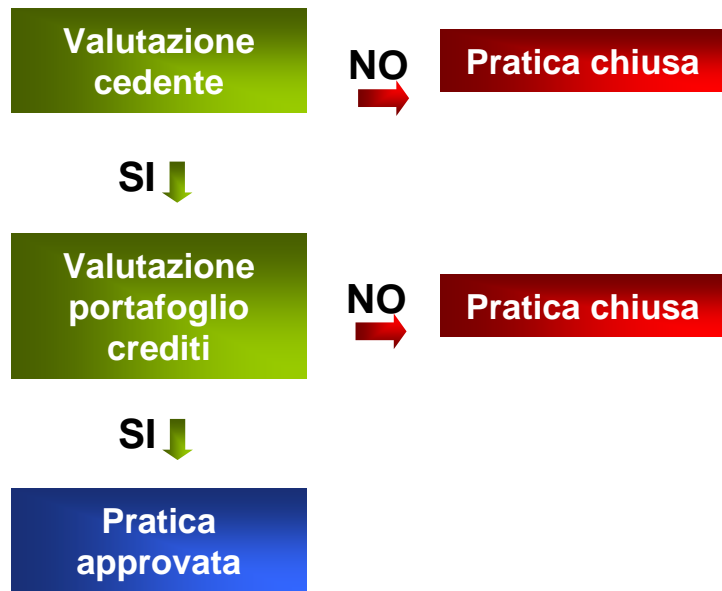 Valutazione
cedente
NO
Pratica chiusa
SI
Valutazione
portafoglio
crediti
NO
Pratica chiusa
SI
Pratica
approvata